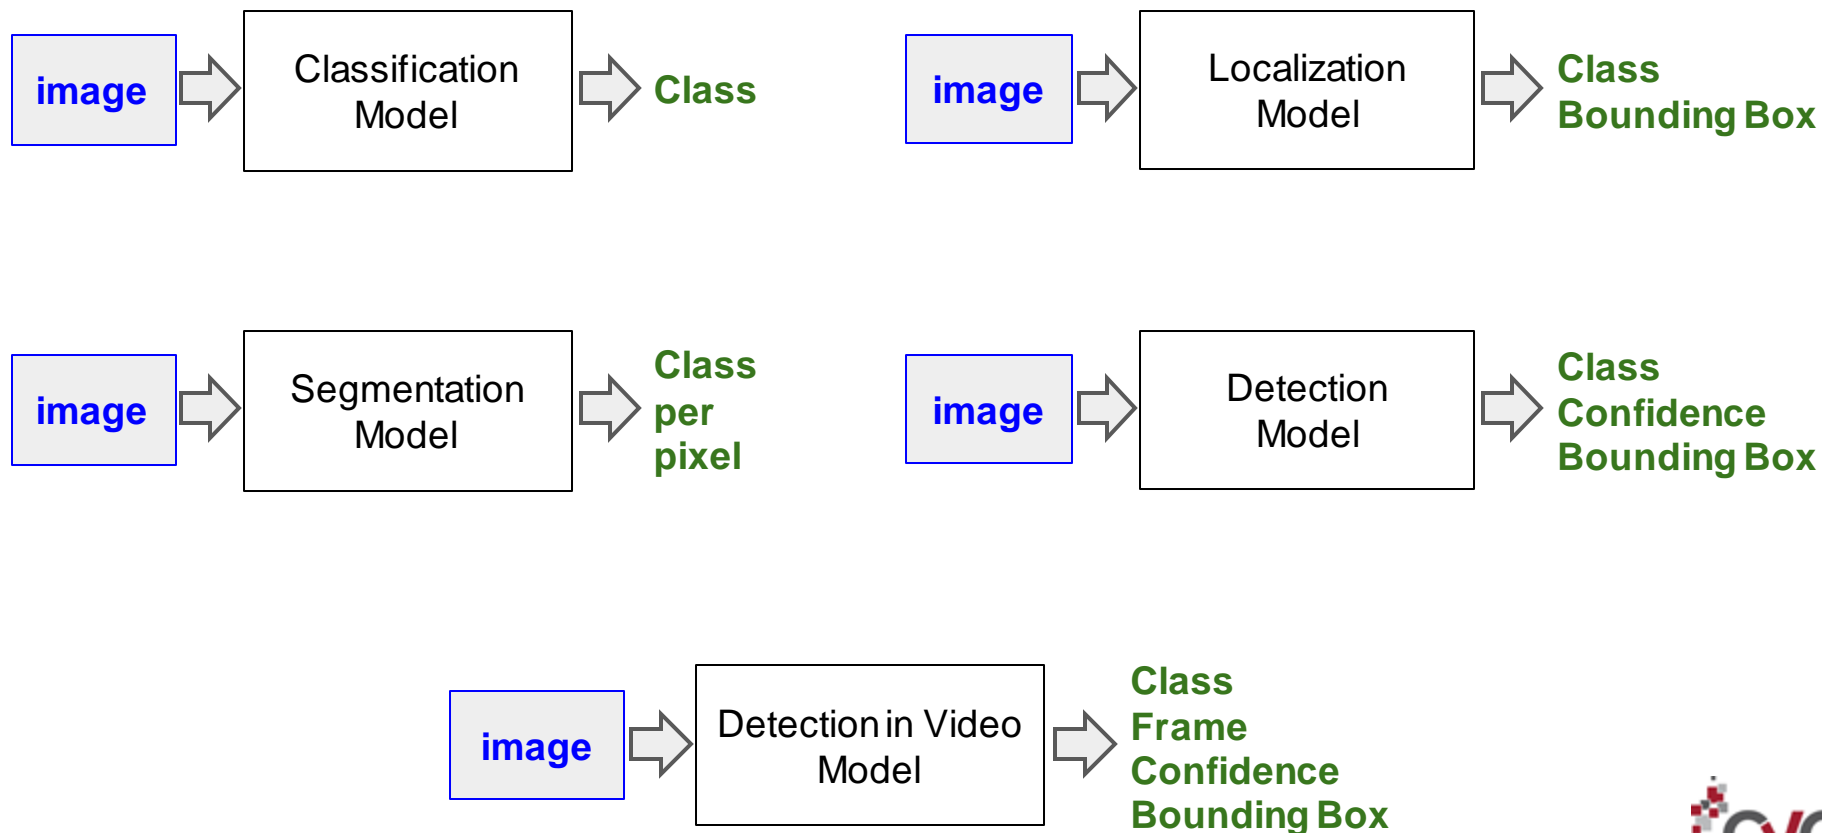 image
Classification
Model
Class
image
Localization
Model
Class
Bounding Box
image
Segmentation
Model
Class
per
pixel
image
Detection
Model
Class
Confidence
Bounding Box
image
Detection in Video
Model
Class
Frame
Confidence
Bounding Box